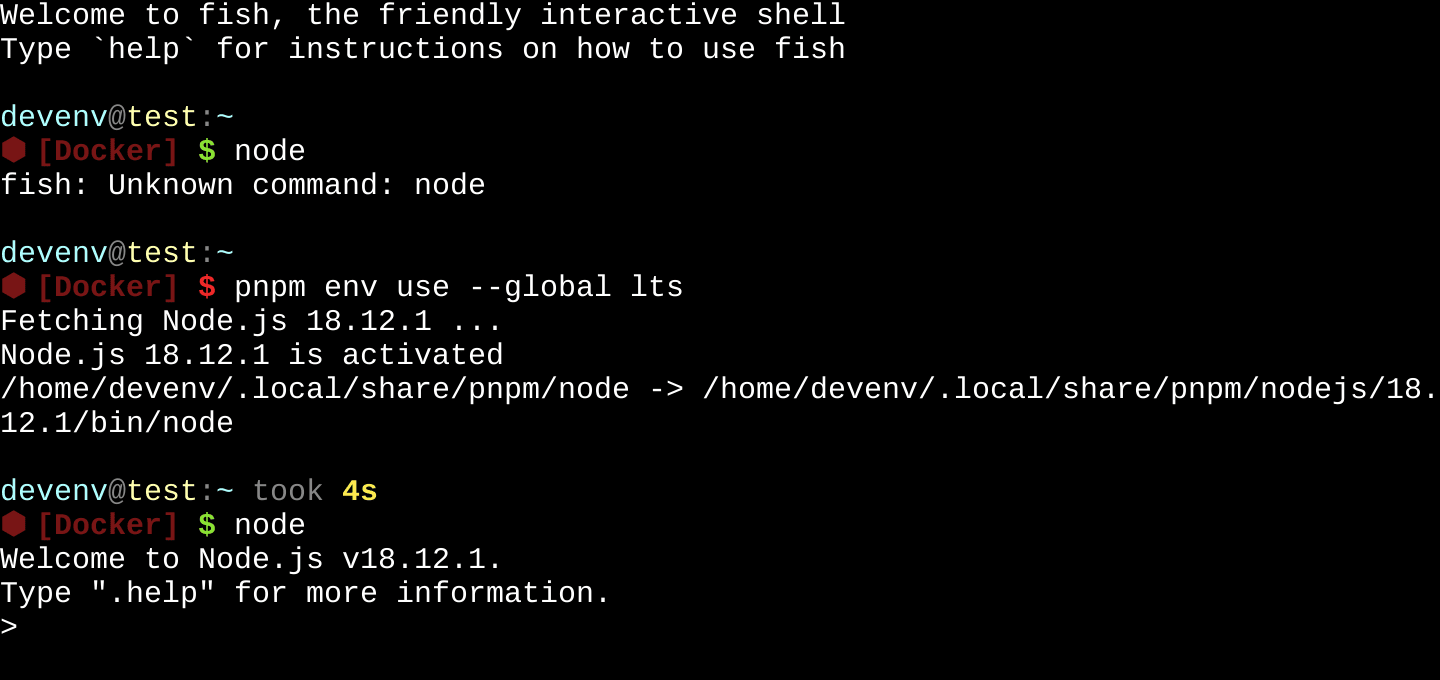 Welcome to fish, the friendly interactive shell
Type `help` for instructions on how to use fish
devenv@test:~
⬢ [Docker] $ node
fish: Unknown command: node
devenv@test:~
⬢ [Docker] $ pnpm env use --global lts
Fetching Node.js 18.12.1 ...
Node.js 18.12.1 is activated
/home/devenv/.local/share/pnpm/node -> /home/devenv/.local/share/pnpm/nodejs/18.
12.1/bin/node
devenv@test:~ took 4s
⬢ [Docker] $ node
Welcome to Node.js v18.12.1.
Type ".help" for more information.
>